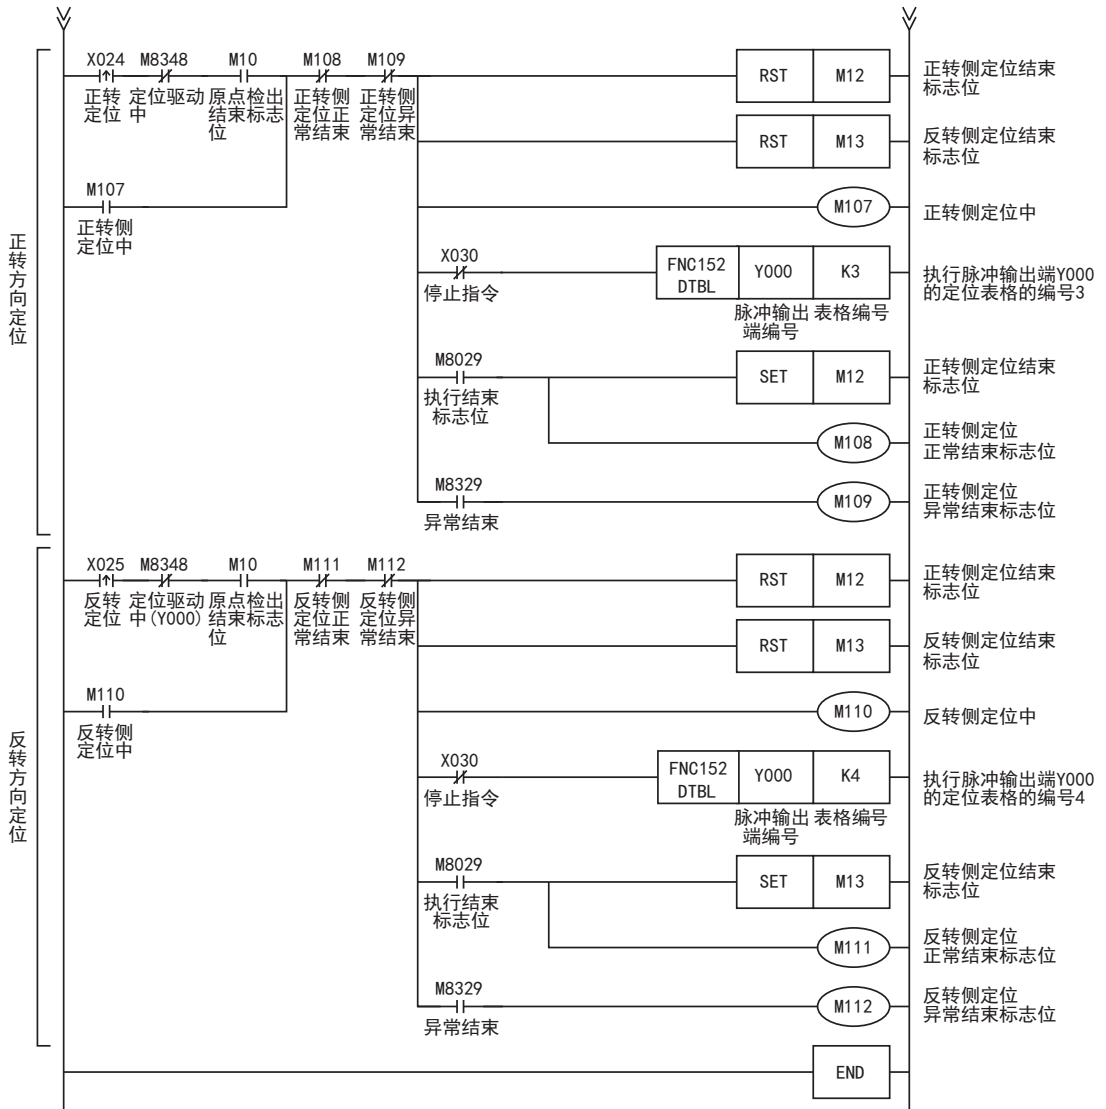 X024 M8348 M10 M108 M109
RST M12 正转侧定位结束
标志位
正转 定位驱动 原点检出 正转侧 正转侧
定位 中 结束标志 定位正 定位异
位 常结束 常结束
RST M13 反转侧定位结束
标志位
M107
M107 正转侧定位中
正转侧
定位中
正转方向定位
X030
FNC152 Y000 K3 执行脉冲输出端Y000
DTBL 的定位表格的编号3
停止指令
脉冲输出 表格编号
端编号
M8029
SET M12 正转侧定位结束
标志位
执行结束
标志位
M108 正转侧定位
正常结束标志位
M8329
M109 正转侧定位
异常结束标志位
异常结束
X025 M8348 M10 M111 M112
RST M12 正转侧定位结束
标志位
反转 定位驱动 原点检出 反转侧 反转侧
定位 中(Y000) 结束标志 定位正 定位异
位 常结束 常结束
RST M13 反转侧定位结束
标志位
M110
M110 反转侧定位中
反转侧
定位中
反转方向定位
X030
FNC152 Y000 K4 执行脉冲输出端Y000
DTBL 的定位表格的编号4
停止指令
脉冲输出 表格编号
端编号
M8029
SET M13 反转侧定位结束
标志位
执行结束
标志位
M111 反转侧定位
正常结束标志位
M8329
M112 反转侧定位
异常结束标志位
异常结束
END